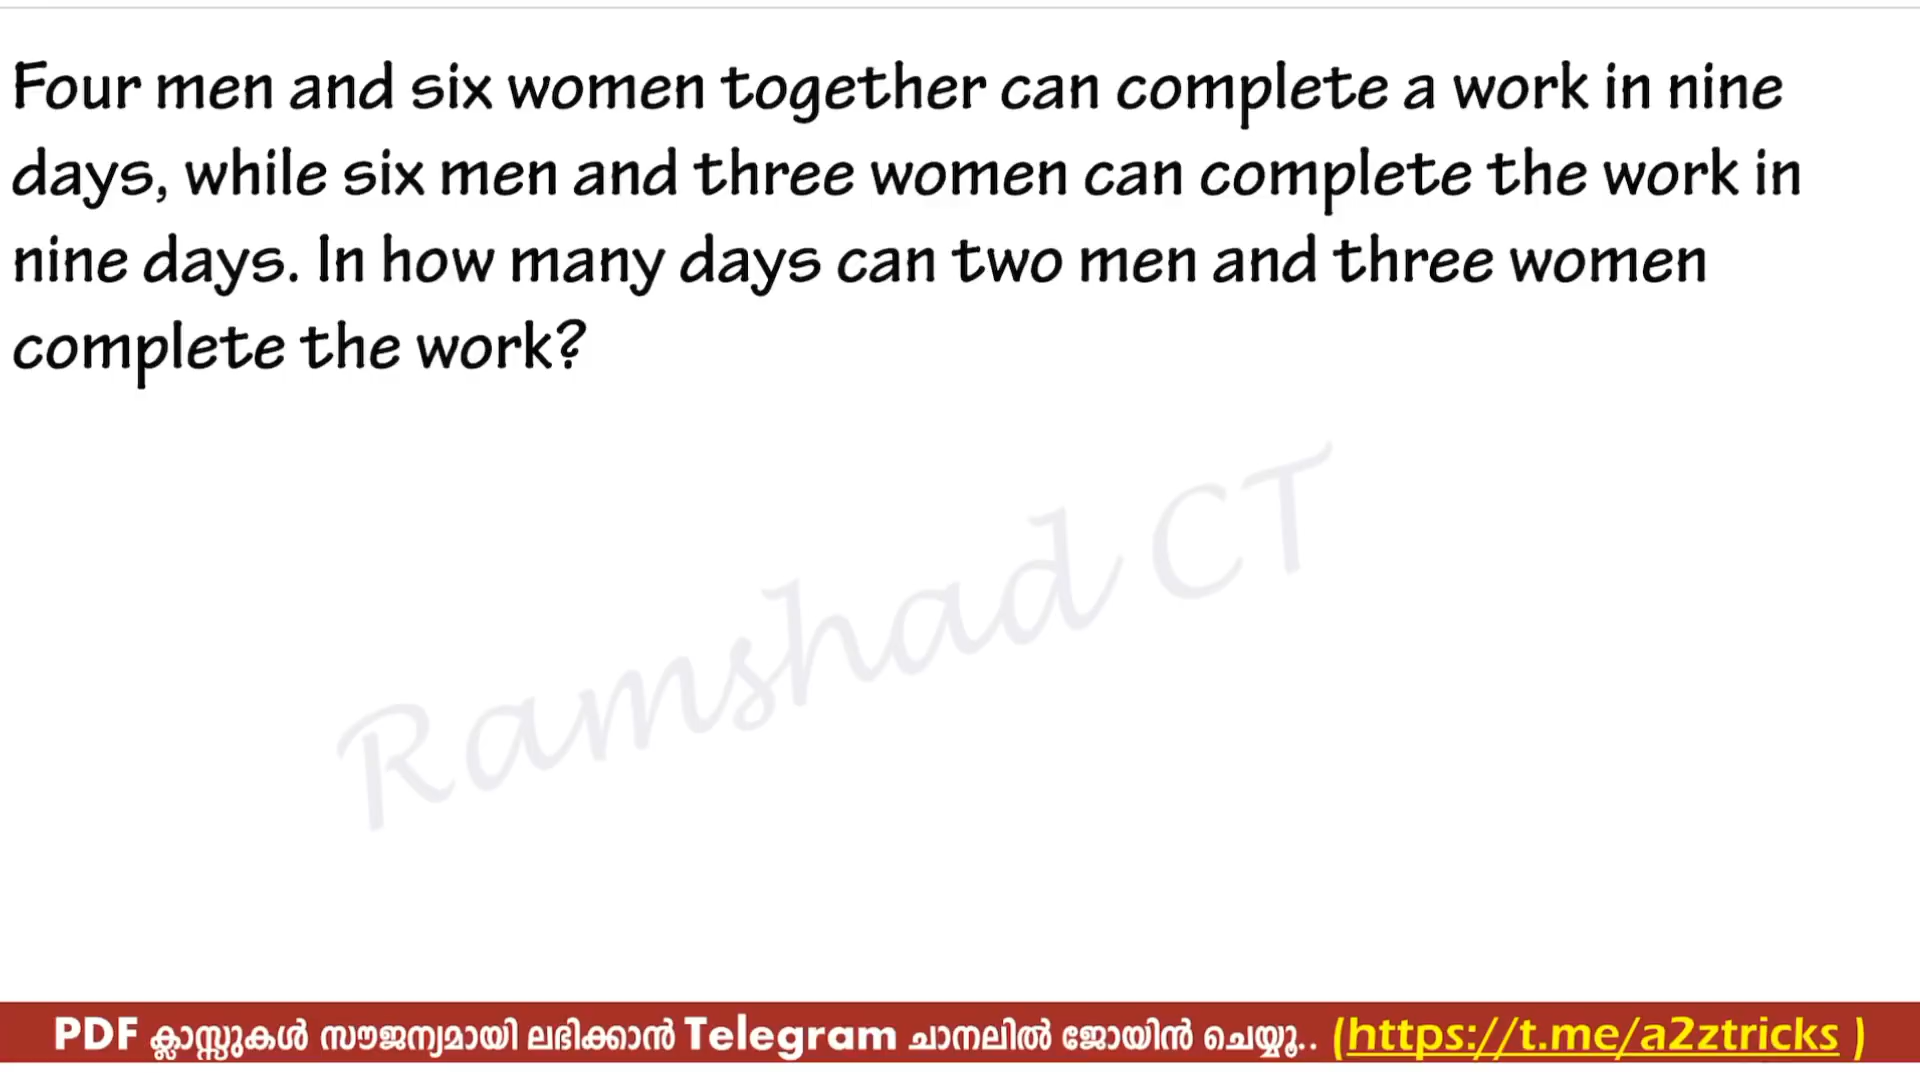 Four men and six women together can complete a work in nine
days, while six men and three women can complete the work in
nine days. In how many days can two men and three women
complete the work?
Ramshad CT
PDF ക്ലാസ്സുകൾ സൗജന്യമായി ലഭിക്കാൻ Telegram ചാനലിൽ ജോയിൻ ചെയ്യൂ.. (https://t.me/a2ztricks )